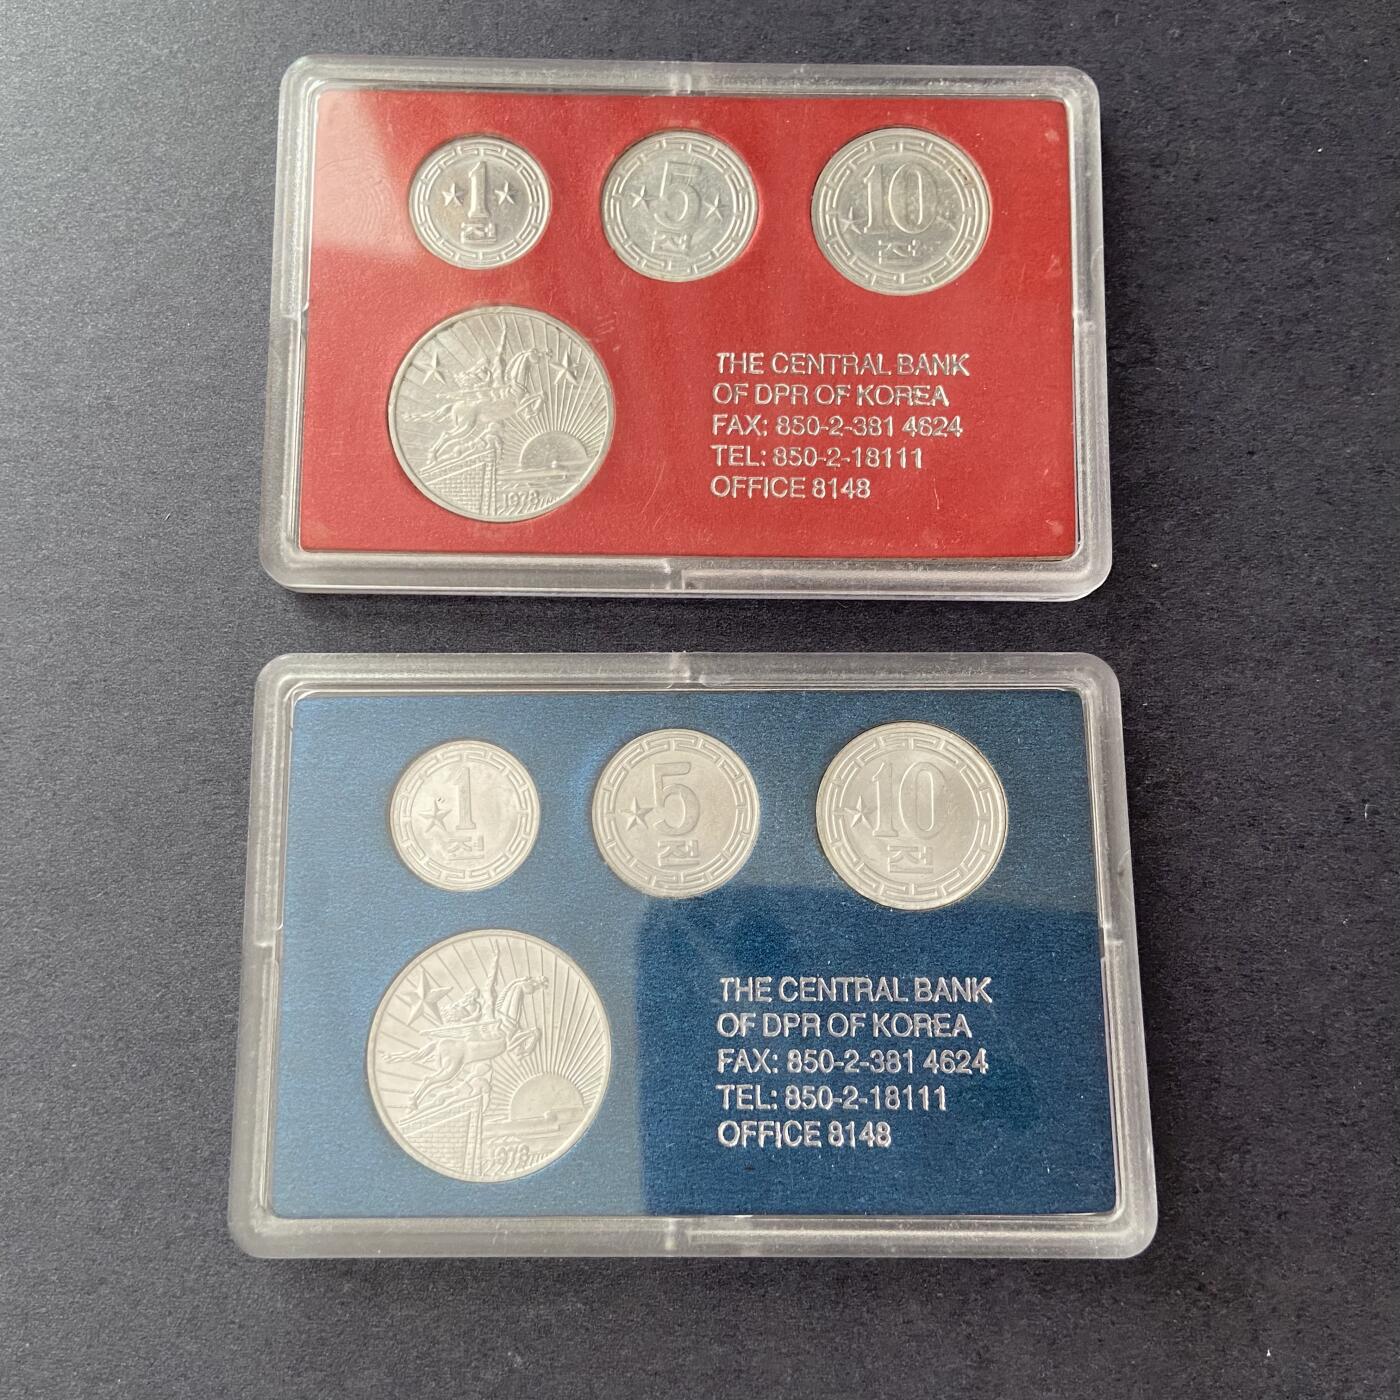 1
전
5
전
10
전
1978
THE CENTRAL BANK
OF DPR OF KOREA
FAX: 850-2-381 4624
TEL: 850-2-18111
OFFICE 8148
1
전
5
전
10
전
1978
THE CENTRAL BANK
OF DPR OF KOREA
FAX: 850-2-381 4624
TEL: 850-2-18111
OFFICE 8148